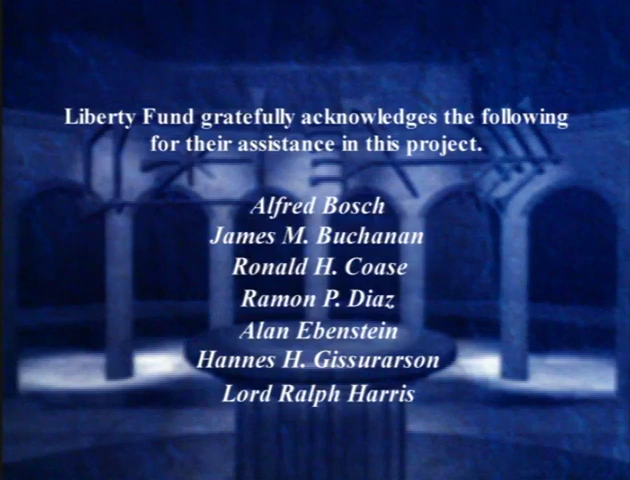 Liberty Fund gratefully acknowledges the following
for their assistance in this project.
Alfred Bosch
James M. Buchanan
Ronald H. Coase
Ramon P. Diaz
Alan Ebenstein
Hannes H. Gissurarson
Lord Ralph Harris